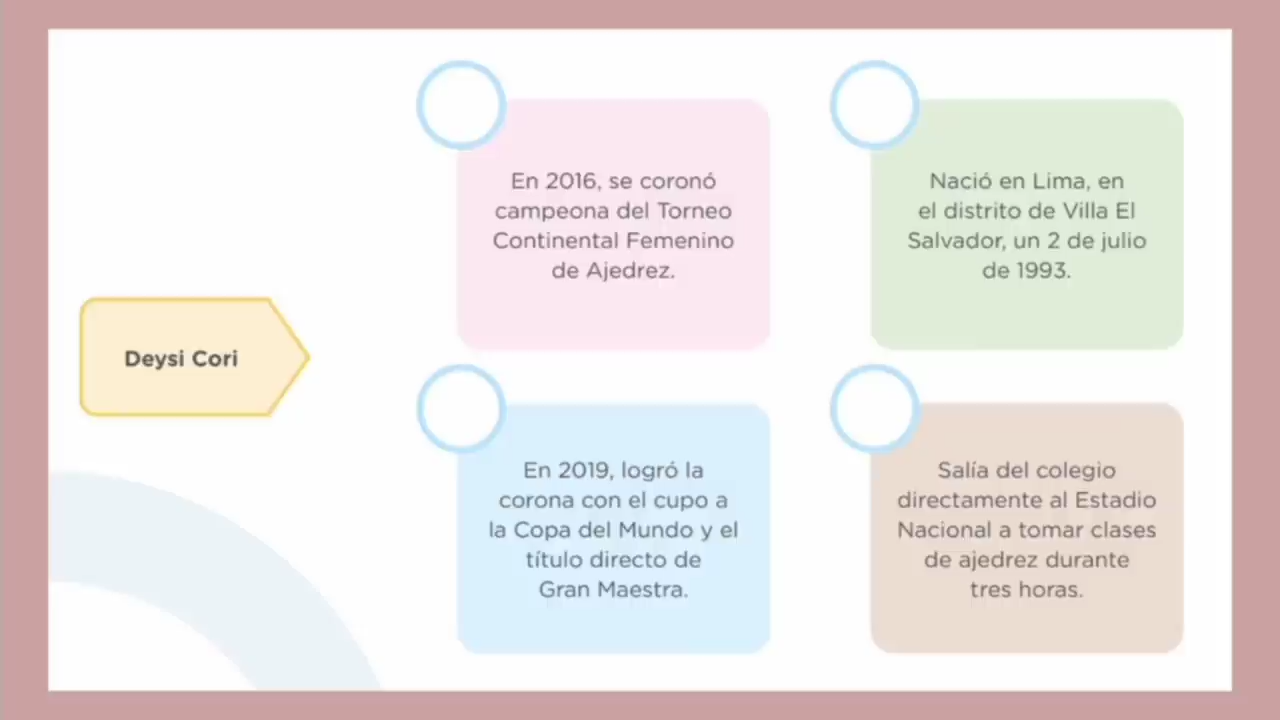 Deysi Cori
En 2016, se coronó
campeona del Torneo
Continental Femenino
de Ajedrez.
Nació en Lima, en
el distrito de Villa El
Salvador, un 2 de julio
de 1993.
En 2019, logró la
corona con el cupo a
la Copa del Mundo y el
título directo de
Gran Maestra.
Salía del colegio
directamente al Estadio
Nacional a tomar clases
de ajedrez durante
tres horas.